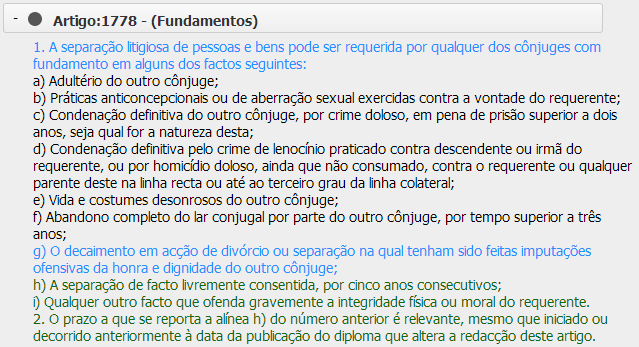 - Artigo:1778 - (Fundamentos)
1. A separação litigiosa de pessoas e bens pode ser requerida por qualquer dos cônjuges com
fundamento em alguns dos factos seguintes:
a) Adultério do outro cônjuge;
b) Práticas anticoncepcionais ou de aberração sexual exercidas contra a vontade do requerente;
c) Condenação definitiva do outro cônjuge, por crime doloso, em pena de prisão superior a dois
anos, seja qual for a natureza desta;
d) Condenação definitiva pelo crime de lenocínio praticado contra descendente ou irmã do
requerente, ou por homicídio doloso, ainda que não consumado, contra o requerente ou qualquer
parente deste na linha recta ou até ao terceiro grau da linha colateral;
e) Vida e costumes desonrosos do outro cônjuge;
f) Abandono completo do lar conjugal por parte do outro cônjuge, por tempo superior a três
anos;
g) O decaimento em acção de divórcio ou separação na qual tenham sido feitas imputações
ofensivas da honra e dignidade do outro cônjuge;
h) A separação de facto livremente consentida, por cinco anos consecutivos;
i) Qualquer outro facto que ofenda gravemente a integridade física ou moral do requerente.
2. O prazo a que se reporta a alínea h) do número anterior é relevante, mesmo que iniciado ou
decorrido anteriormente à data da publicação do diploma que altera a redacção deste artigo.